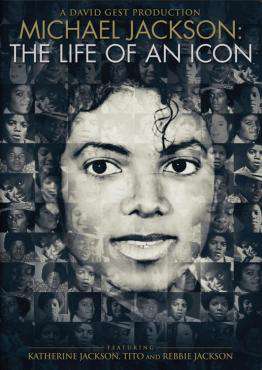 A DAVID GEST PRODUCTION
MICHAEL JACKSON:
THE LIFE OF AN ICON
FEATURING
KATHERINE JACKSON, TITO AND REBBIE JACKSON